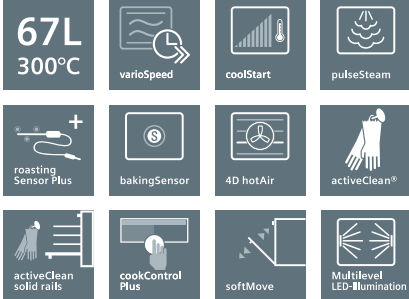 67L
300°C
varioSpeed
coolStart
pulseSteam
roasting
Sensor Plus
bakingSensor
4D hotAir
activeClean®
activeClean
solid rails
cookControl
Plus
softMove
Multilevel
LED-Illumination